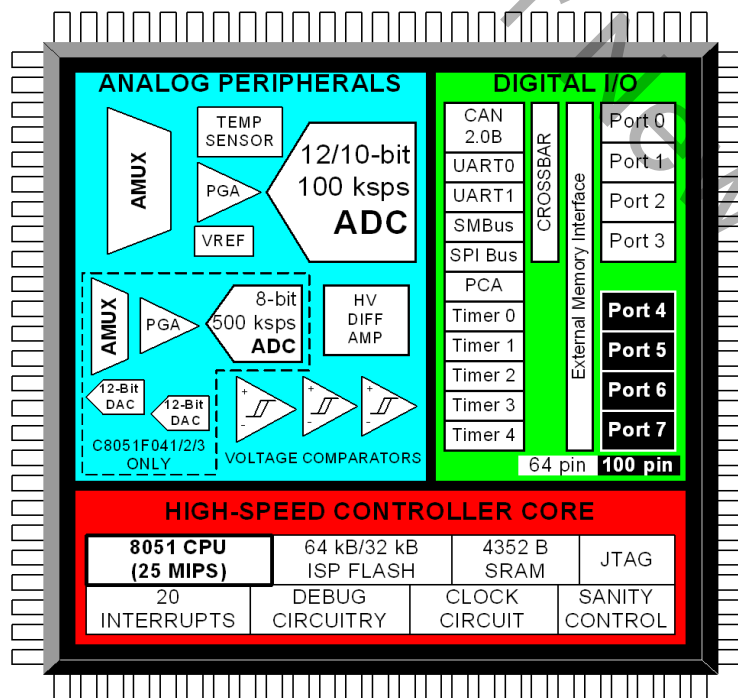 ANALOG PERIPHERALS
TEMP
SENSOR
AMUX
PGA
VREF
12/10-bit
100 ksps
ADC
AMUX
PGA
8-bit
500 ksps
ADC
HV
DIFF
AMP
12-Bit
DAC
12-Bit
DAC
C8051F041/2/3
ONLY
+
-
+
-
+
-
VOLTAGE COMPARATORS
DIGITAL I/O
CAN
2.0B
UART0
UART1
SMBus
SPI Bus
PCA
Timer 0
Timer 1
Timer 2
Timer 3
Timer 4
CROSSBAR
External Memory Interface
Port 0
Port 1
Port 2
Port 3
Port 4
Port 5
Port 6
Port 7
64 pin
100 pin
HIGH-SPEED CONTROLLER CORE
8051 CPU
(25 MIPS)
64 kB/32 kB
ISP FLASH
4352 B
SRAM
JTAG
20
INTERRUPTS
DEBUG
CIRCUITRY
CLOCK
CIRCUIT
SANITY
CONTROL